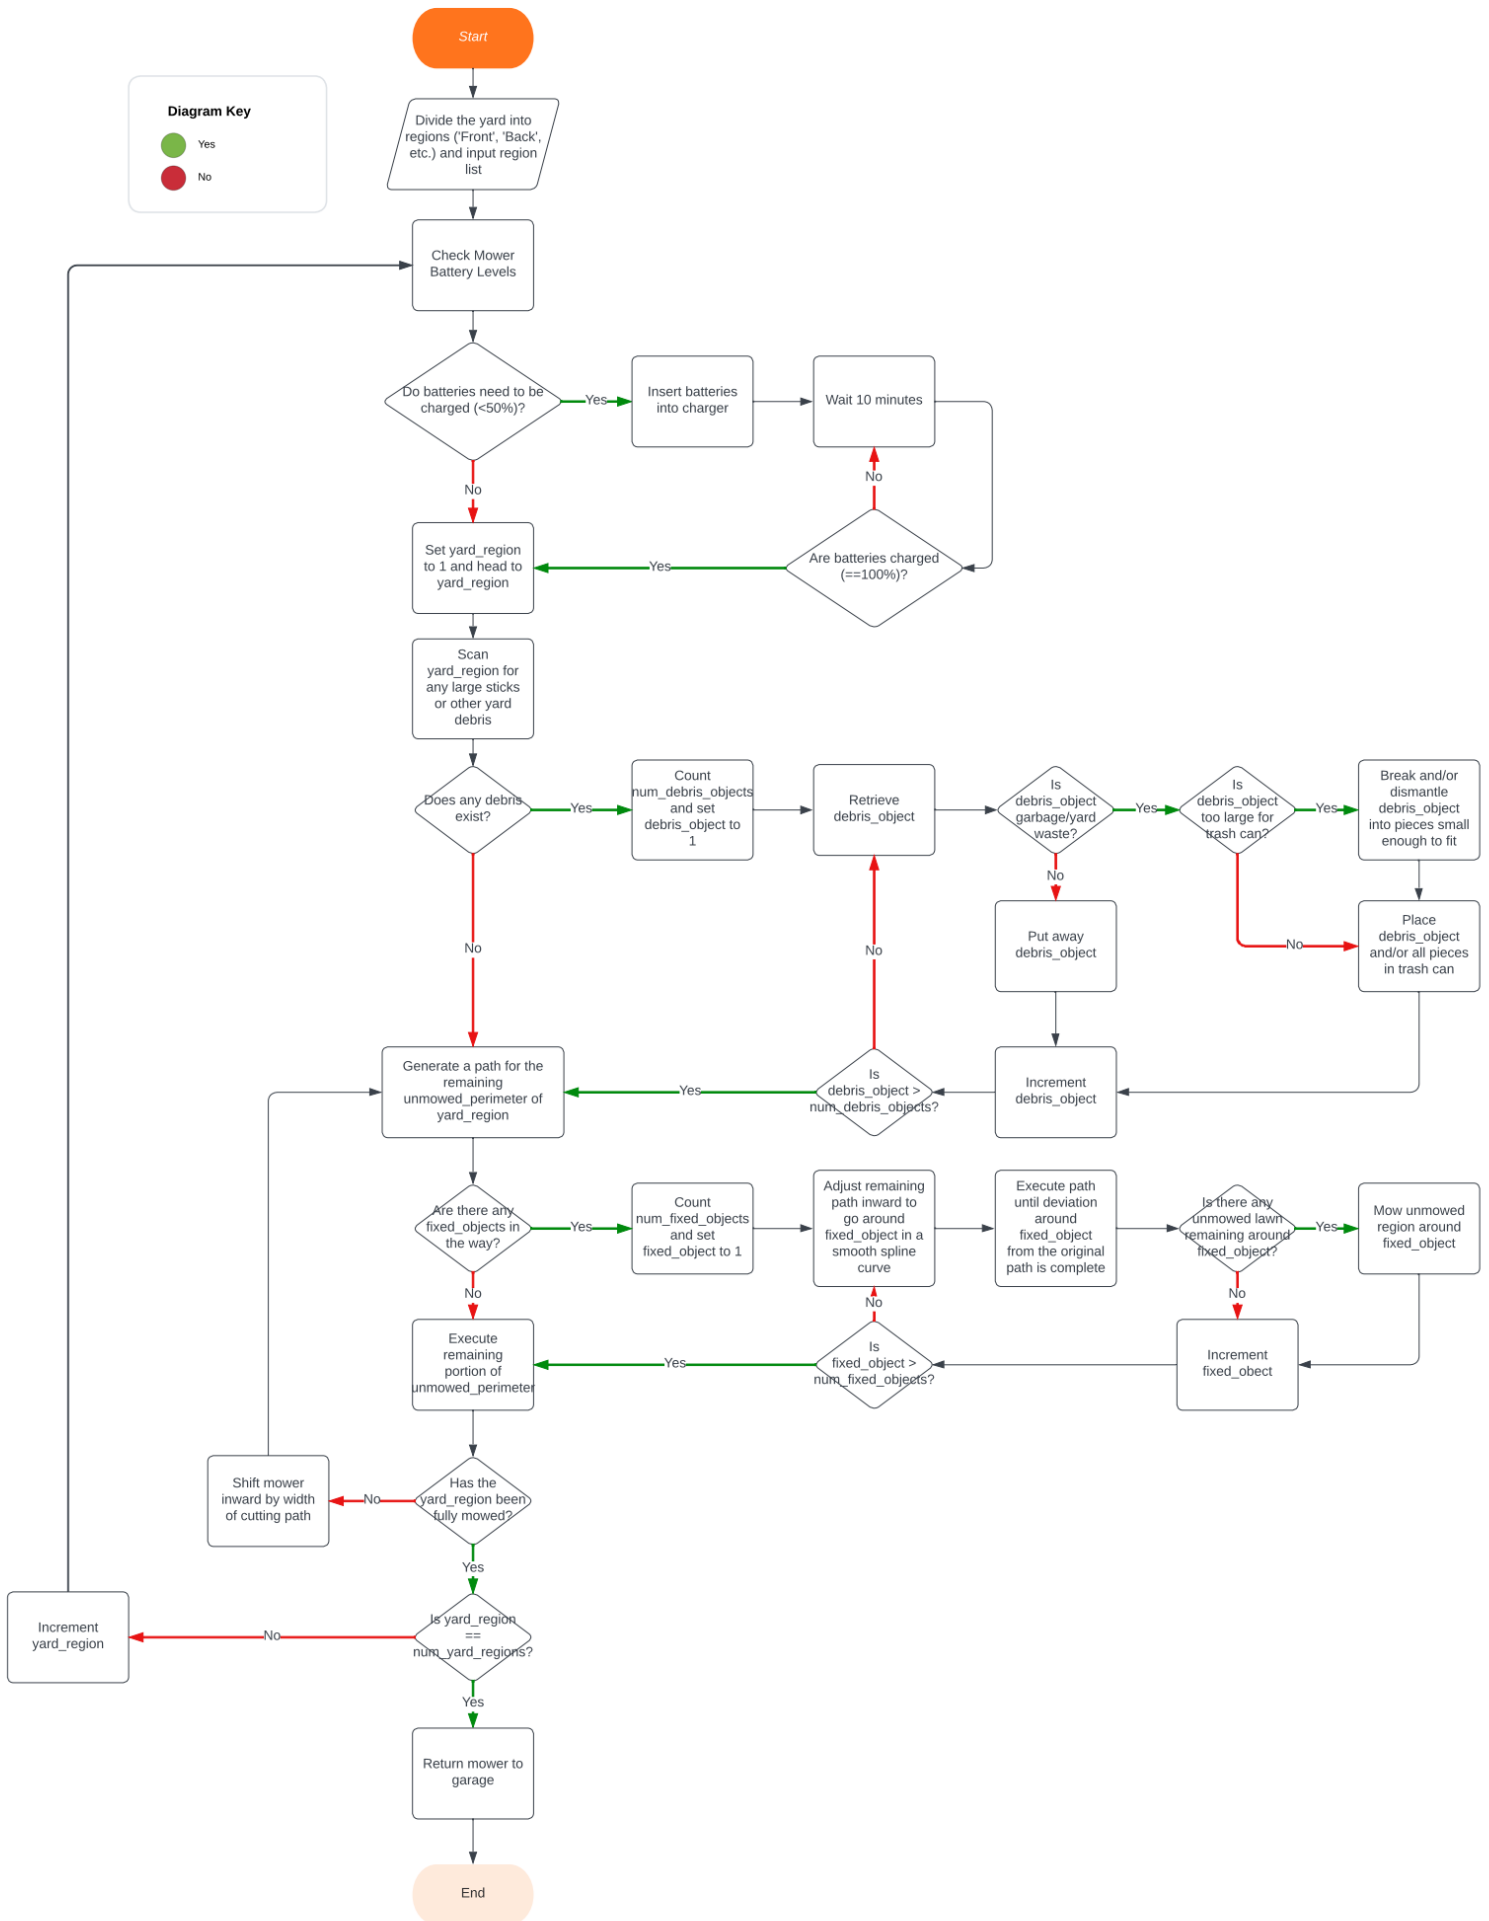 Start
Diagram Key
Yes
No
Divide the yard into
regions ('Front', 'Back',
etc.) and input region
list
Check Mower
Battery Levels
Do batteries need to be
charged (<50%)?
Yes
Insert batteries
into charger
Wait 10 minutes
No
No
Set yard_region
to 1 and head to
yard_region
Yes
Are batteries charged
(==100%)?
Scan
yard_region for
any large sticks
or other yard
debris
Does any debris
exist?
Yes
Count
num_debris_objects
and set
debris_object to
1
Retrieve
debris_object
Is
debris_object
garbage/yard
waste?
Yes
Is
debris_object
too large for
trash can?
Yes
Break and/or
dismantle
debris_object
into pieces small
enough to fit
No
No
No
Put away
debris_object
No
Place
debris_object
and/or all pieces
in trash can
Generate a path for the
remaining
unmowed_perimeter of
yard_region
Yes
Is
debris_object >
num_debris_objects?
Increment
debris_object
Are there any
fixed_objects in
the way?
Yes
Count
num_fixed_objects
and set
fixed_object to 1
Adjust remaining
path inward to
go around
fixed_object in a
smooth spline
curve
Execute path
until deviation
around
fixed_object
from the original
path is complete
Is there any
unmowed lawn
remaining around
fixed_object?
Yes
Mow unmowed
region around
fixed_object
No
No
No
Execute
remaining
portion of
unmowed_perimeter
Yes
Is
fixed_object >
num_fixed_objects?
Increment
fixed_obect
Shift mower
inward by width
of cutting path
No
Has the
yard_region been
fully mowed?
Yes
Increment
yard_region
No
Is yard_region
==
num_yard_regions?
Yes
Return mower to
garage
End